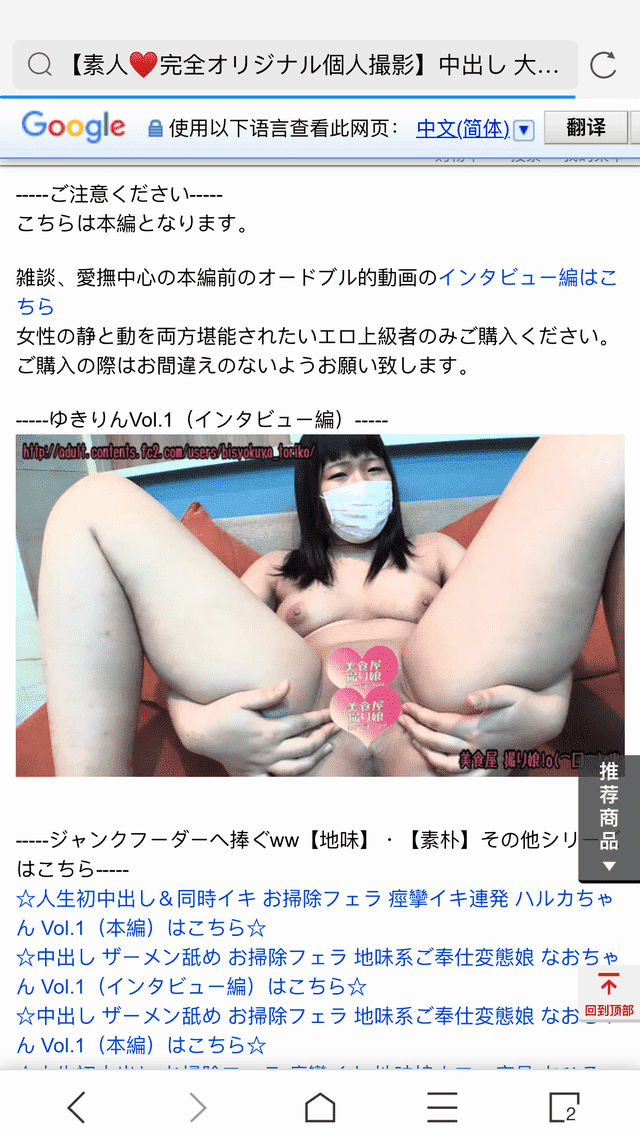 【素人❤️完全オリジナル個人撮影】中出し 大…
Google
使用以下语言查看此网页：
中文(简体)
翻译
-----ご注意ください-----
こちらは本編となります。
雑談、愛撫中心の本編前のオードブル的動画のインタビュー編はこ
ちら
女性の静と動を両方堪能されたいエロ上級者のみご購入ください。
ご購入の際はお間違えのないようお願い致します。
-----ゆきりんVol.1（インタビュー編）-----
http://adult.contents.fc2.com/users/bisyokuya_toriko/
美食屋
撮り娘
美食屋
撮り娘
美食屋 撮り娘!o(
推荐商品
-----ジャンクフーダーへ捧ぐww【地味】・【素朴】その他シリーズ
はこちら-----
☆人生初中出し＆同時イキ お掃除フェラ 痙攣イキ連発 ハルカちゃ
ん Vol.1（本編）はこちら☆
☆中出し ザーメン舐め お掃除フェラ 地味系ご奉仕変態娘 なおちゃ
ん Vol.1（インタビュー編）はこちら☆
☆中出し ザーメン舐め お掃除フェラ 地味系ご奉仕変態娘 なおちゃ
ん Vol.1（本編）はこちら☆
回到顶部
2